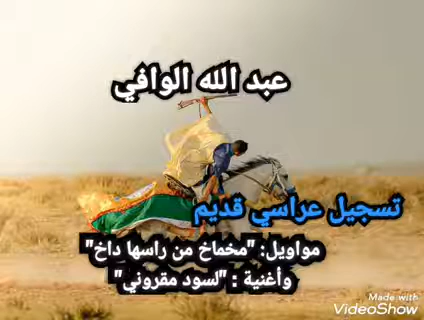 عبد الله الوافي
تسجيل عراسي قديم
مواويل: "مخماخ من راسها داخ"
وأغنية : "لسود مقروني"
Made with
VideoShow